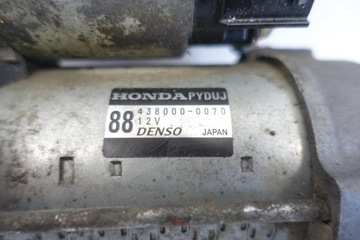 HONDA PYDUJ
88 438000-0070
12V
DENSO JAPAN